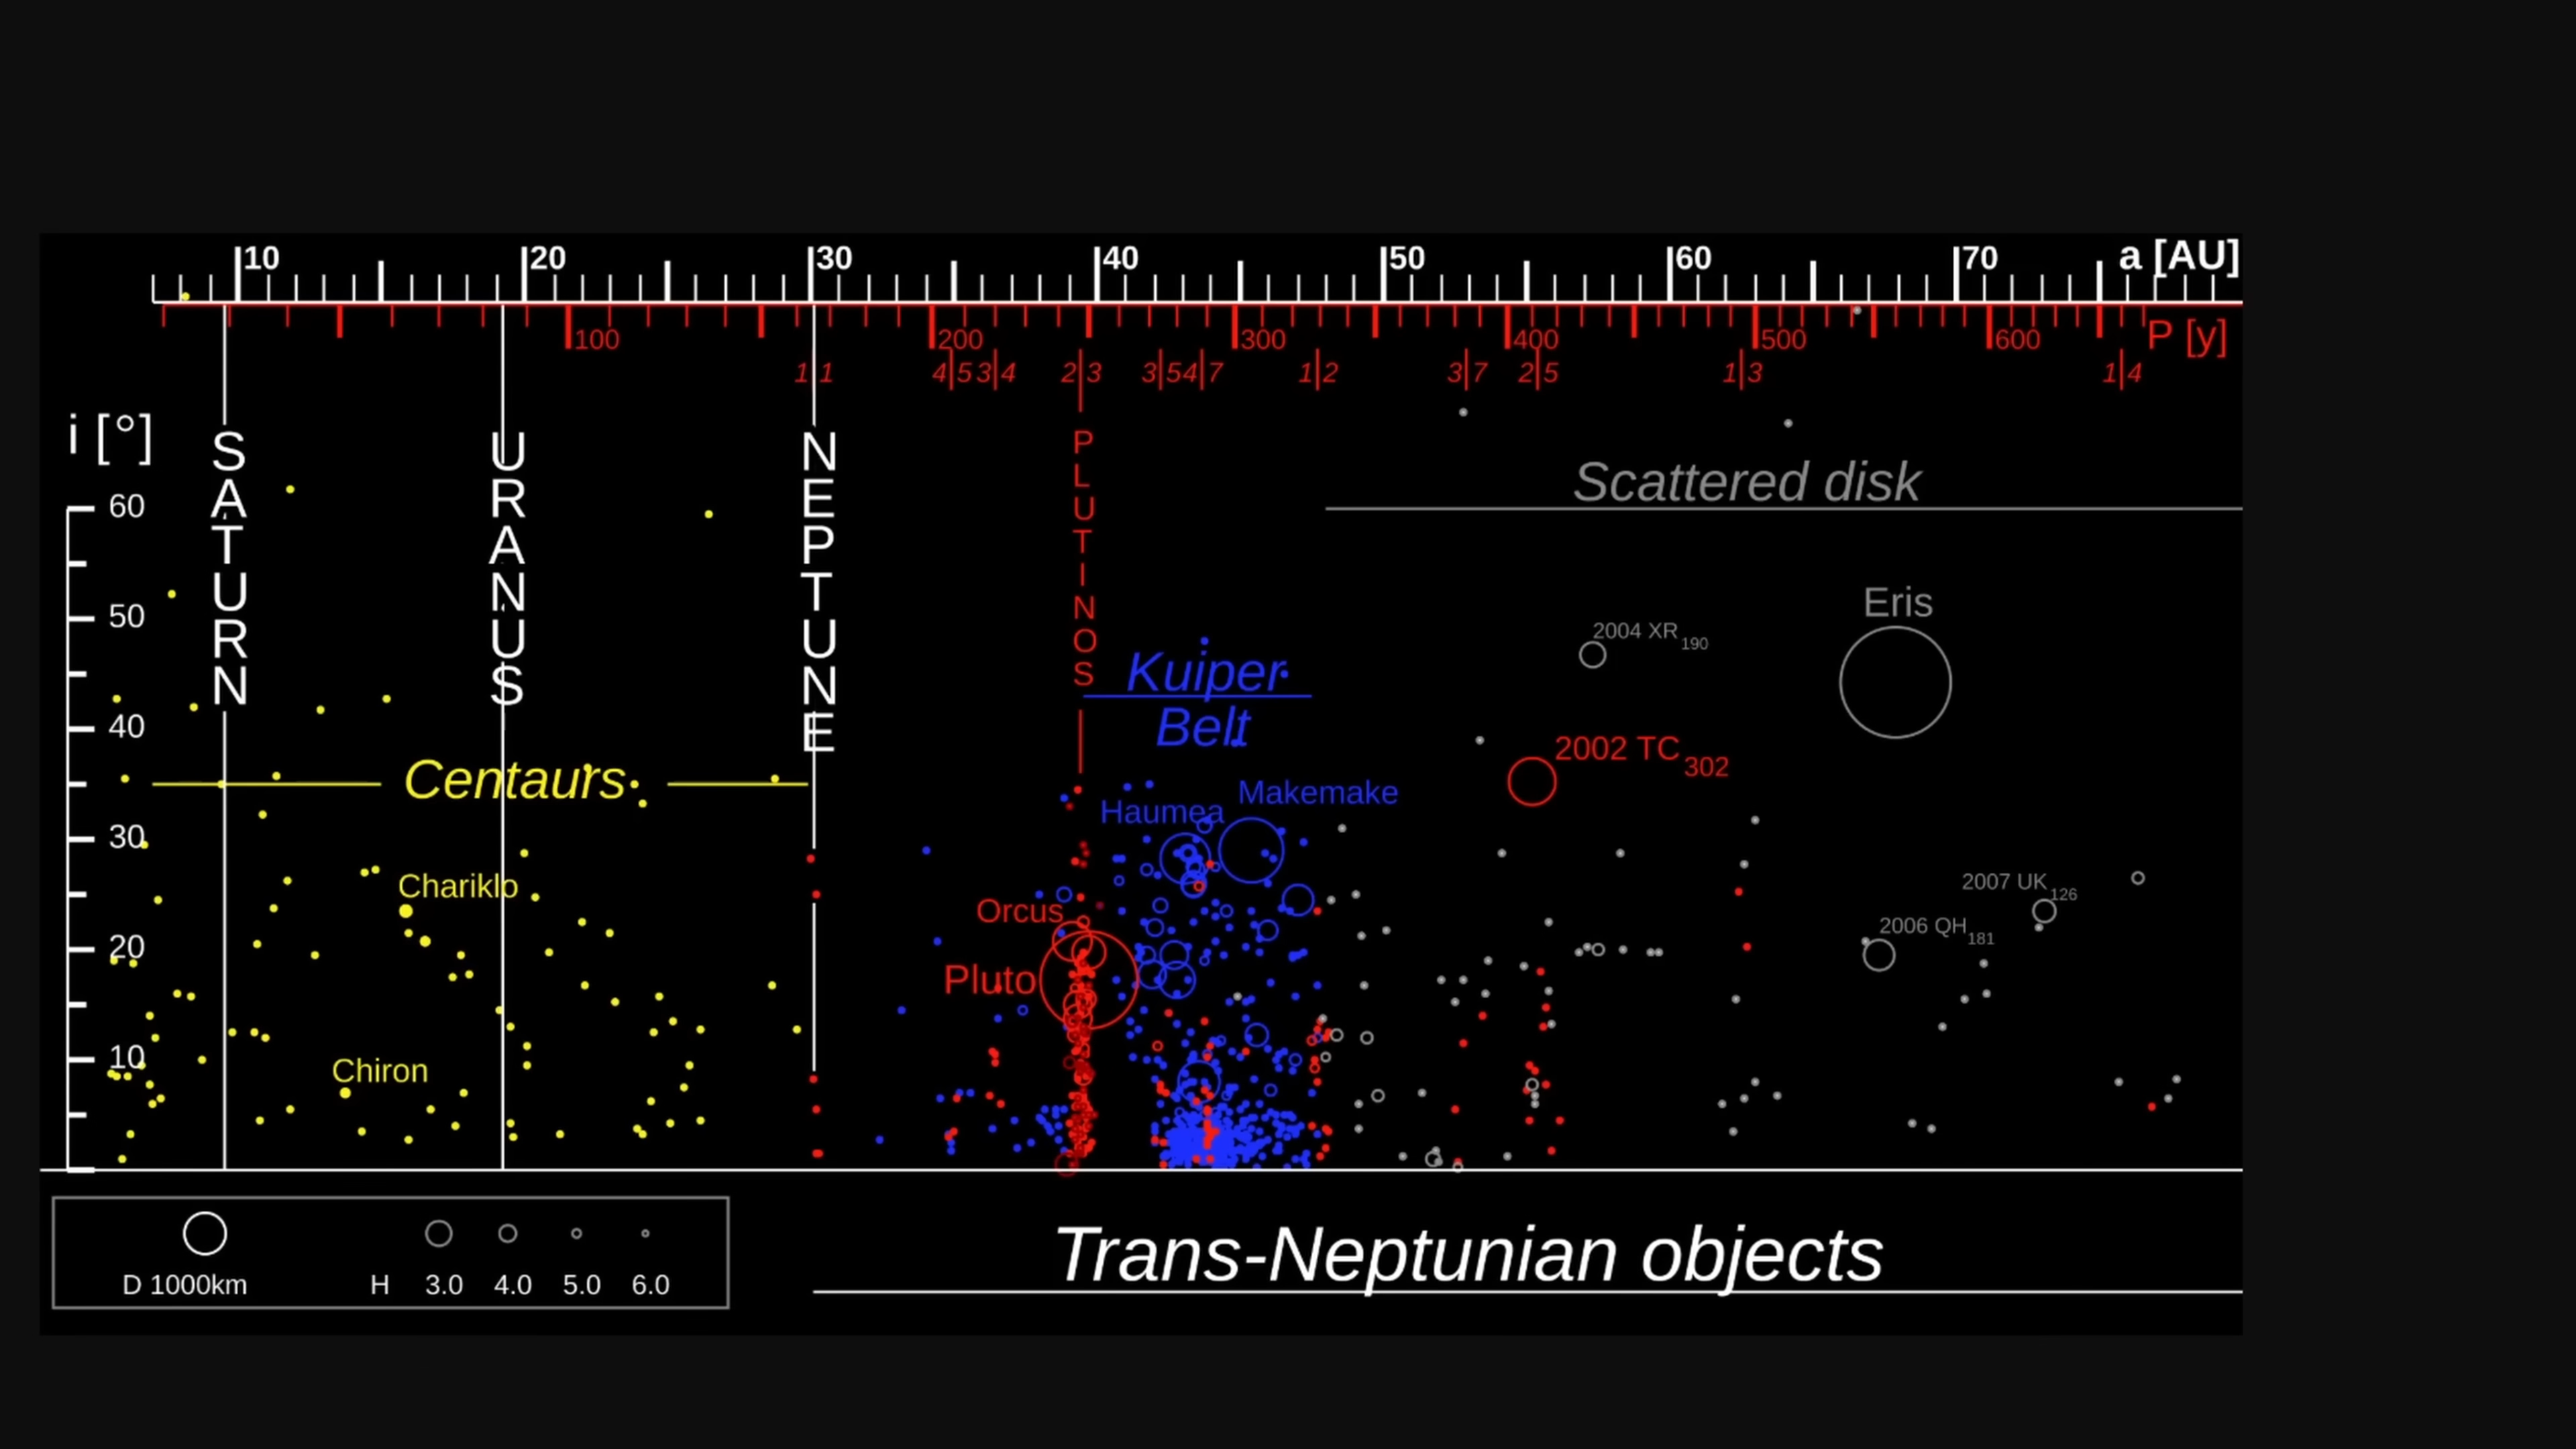 10 20 30 40 50 60 70 a [AU]
100 200 300 400 500 600 P [y]
1|1 4|5 3|4 2|3 3|5 4|7 1|2 3|7 2|5 1|3 1|4
i [°]
SATURN
URANUS
NEPTUNE
PLUTINOS
Scattered disk
60
50
40
30
20
10
Eris
2004 XR190
Kuiper
Belt
2002 TC302
Centaurs
Makemake
Haumea
Chariklo
2007 UK126
Orcus
2006 QH181
Pluto
Chiron
D 1000km H 3.0 4.0 5.0 6.0
Trans-Neptunian objects